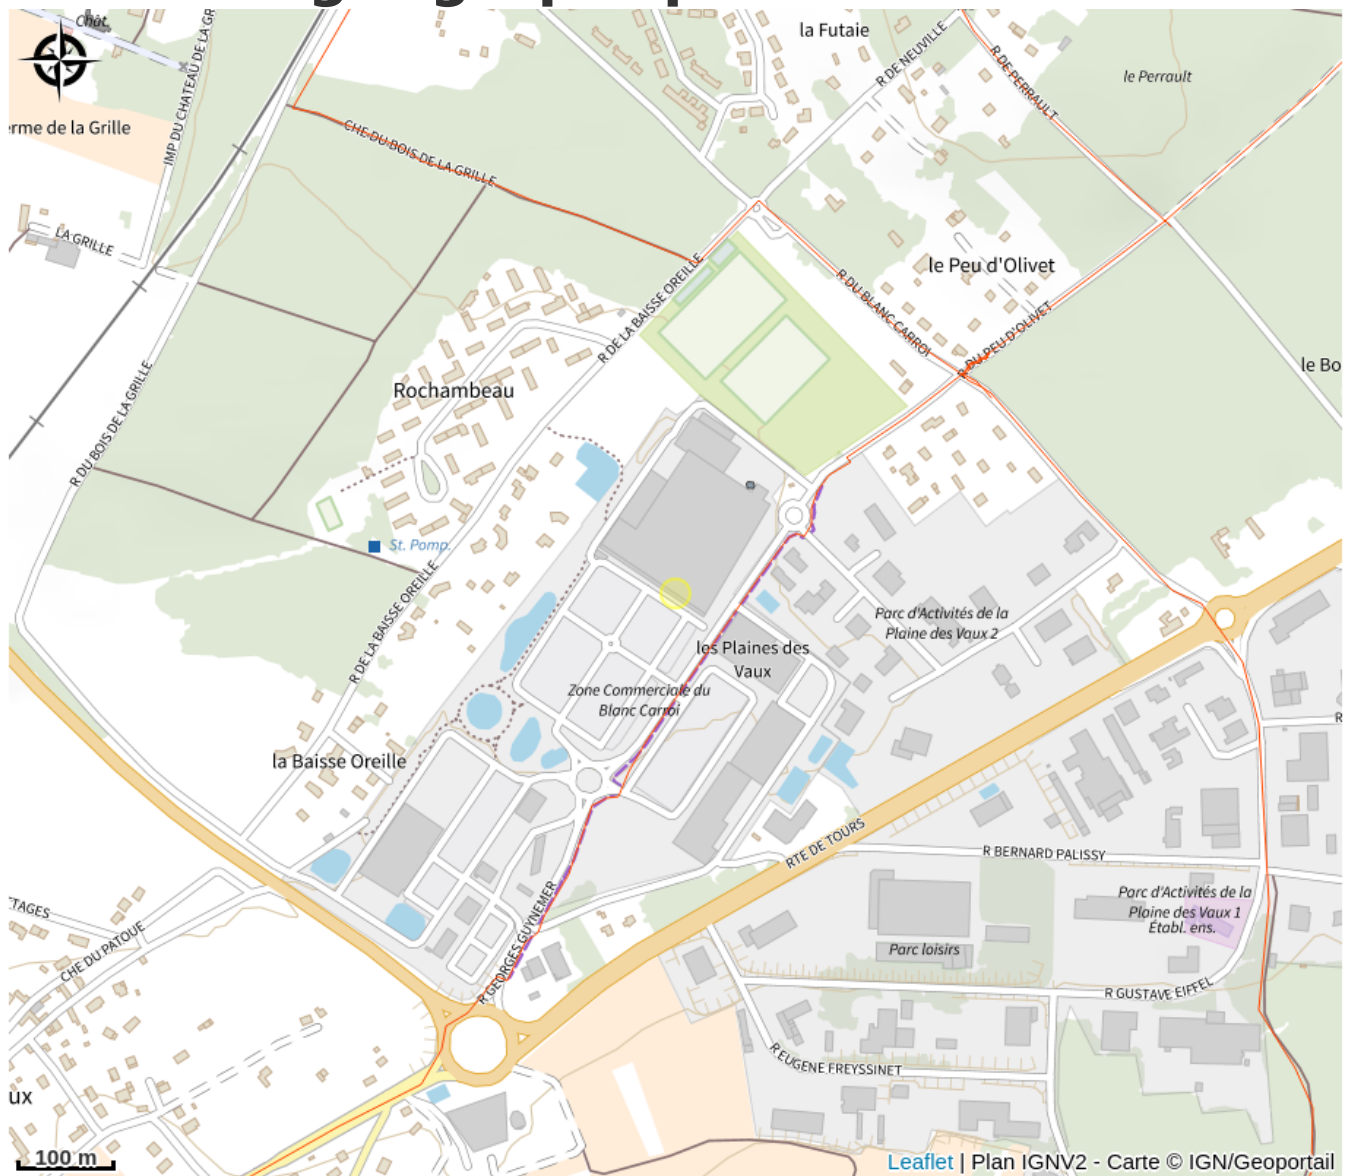 Chât.
la Futaie
R DE NEUVILLE
R DE PERRAULT
le Perrault
IMP DU CHATEAU DE LA GR
erme de la Grille
CHE DU BOIS DE LA GRILLE
LA GRILLE
R DE LA BAISSE OREILLE
le Peu d'Olivet
R DU BLANC CARROI
R DU PEU D'OLIVET
le Bo
Rochambeau
R DU BOIS DE LA GRILLE
St. Pomp.
R DE LA BAISSE OREILLE
Parc d'Activités de la
Plaine des Vaux 2
les Plaines des
Vaux
Zone Commerciale du
Blanc Carroi
R
la Baisse Oreille
RTE DE TOURS
R BERNARD PALISSY
Parc d'Activités de la
Plaine des Vaux 1
Établ. ens.
CTAGES
CHE DU PATOUE
R GEORGES GUYNEMER
Parc loisirs
R GUSTAVE EIFFEL
R EUGENE FREYSSINET
ux
100 m
Leaflet | Plan IGNV2 - Carte © IGN/Geoportail